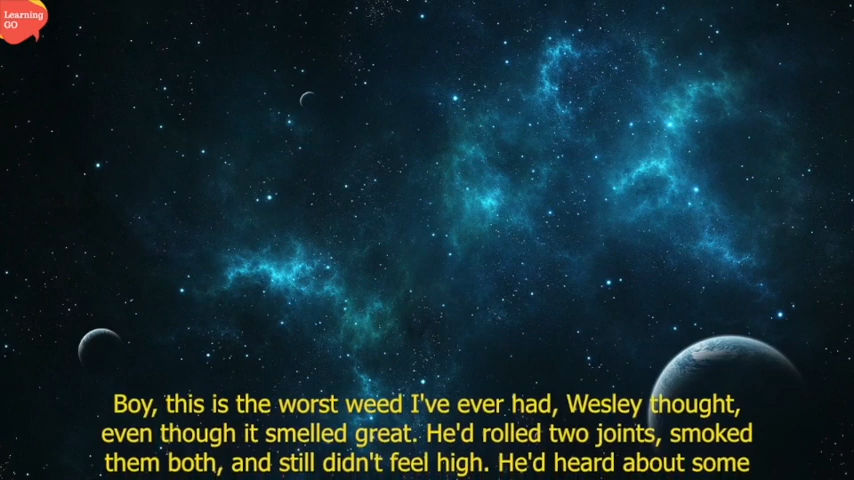 Learning
GO
Boy, this is the worst weed I've ever had, Wesley thought,
even though it smelled great. He'd rolled two joints, smoked
them both, and still didn't feel high. He'd heard about some